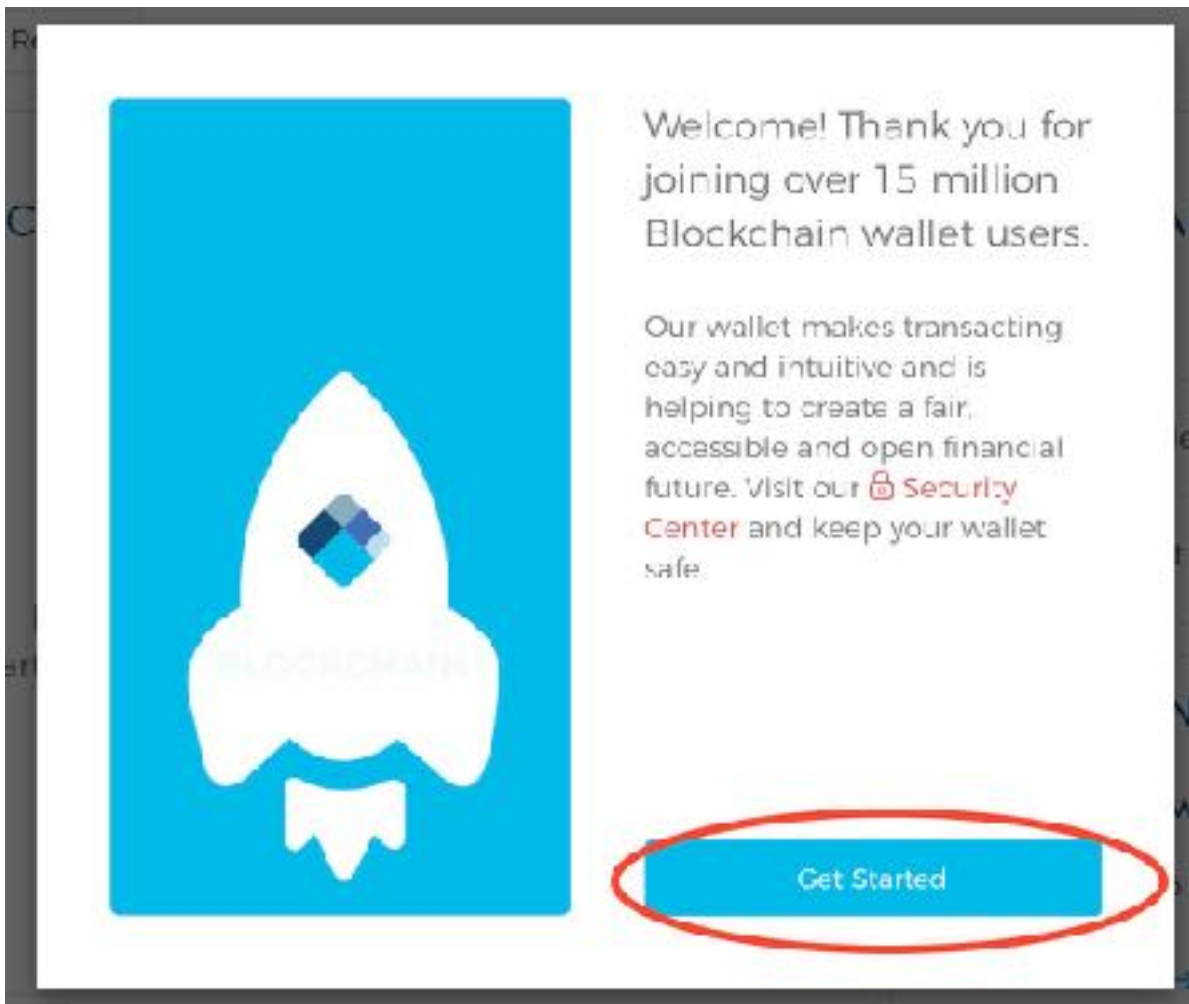 Welcome! Thank you for
joining over 15 million
Blockchain wallet users.
Our wallet makes transacting
easy and intuitive and is
helping to create a fair,
accessible and open financial
future. Visit our Security
Center and keep your wallet
safe.
BLOCKCHAIN
Get Started